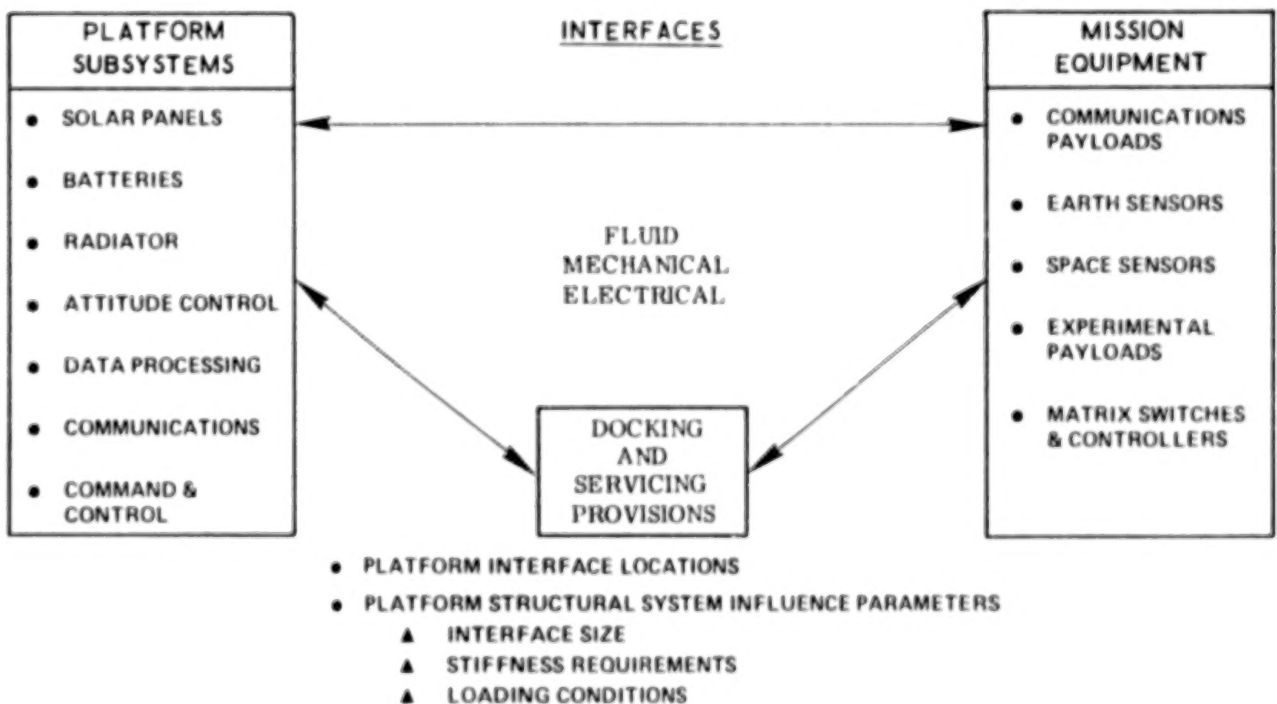 PLATFORM
SUBSYSTEMS
• SOLAR PANELS
• BATTERIES
• RADIATOR
• ATTITUDE CONTROL
• DATA PROCESSING
• COMMUNICATIONS
• COMMAND &
CONTROL
INTERFACES
FLUID
MECHANICAL
ELECTRICAL
DOCKING
AND
SERVICING
PROVISIONS
MISSION
EQUIPMENT
• COMMUNICATIONS
PAYLOADS
• EARTH SENSORS
• SPACE SENSORS
• EXPERIMENTAL
PAYLOADS
• MATRIX SWITCHES
& CONTROLLERS
• PLATFORM INTERFACE LOCATIONS
• PLATFORM STRUCTURAL SYSTEM INFLUENCE PARAMETERS
▲ INTERFACE SIZE
▲ STIFFNESS REQUIREMENTS
▲ LOADING CONDITIONS